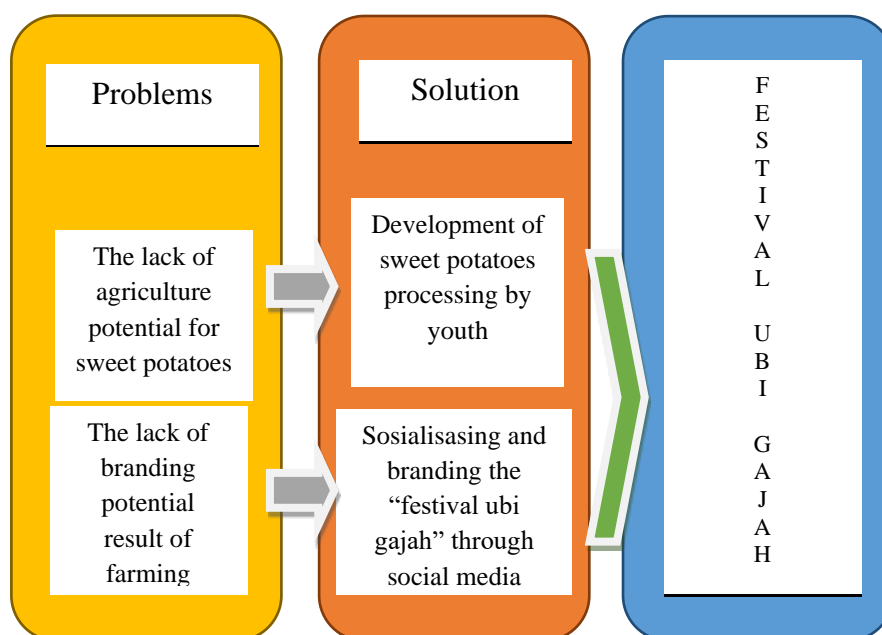 Problems
The lack of
agriculture
potential for
sweet potatoes
The lack of
branding
potential
result of
farming
Solution
Development of
sweet potatoes
processing by
youth
Sosialisasing and
branding the
“festival ubi
gajah” through
social media
F
E
S
T
I
V
A
L
U
B
I
G
A
J
A
H